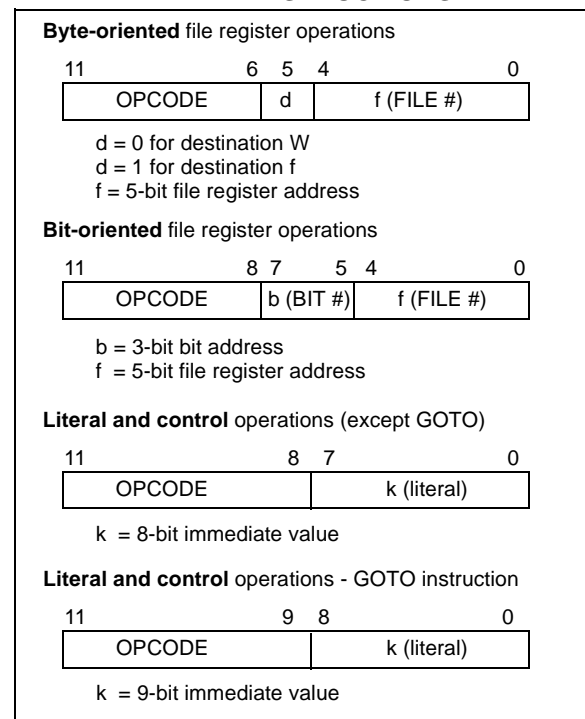 Byte-oriented file register operations
11 6 5 4 0
OPCODE d f (FILE #)
d = 0 for destination W
d = 1 for destination f
f = 5-bit file register address
Bit-oriented file register operations
11 8 7 5 4 0
OPCODE b (BIT #) f (FILE #)
b = 3-bit bit address
f = 5-bit file register address
Literal and control operations (except GOTO)
11 8 7 0
OPCODE k (literal)
k = 8-bit immediate value
Literal and control operations - GOTO instruction
11 9 8 0
OPCODE k (literal)
k = 9-bit immediate value